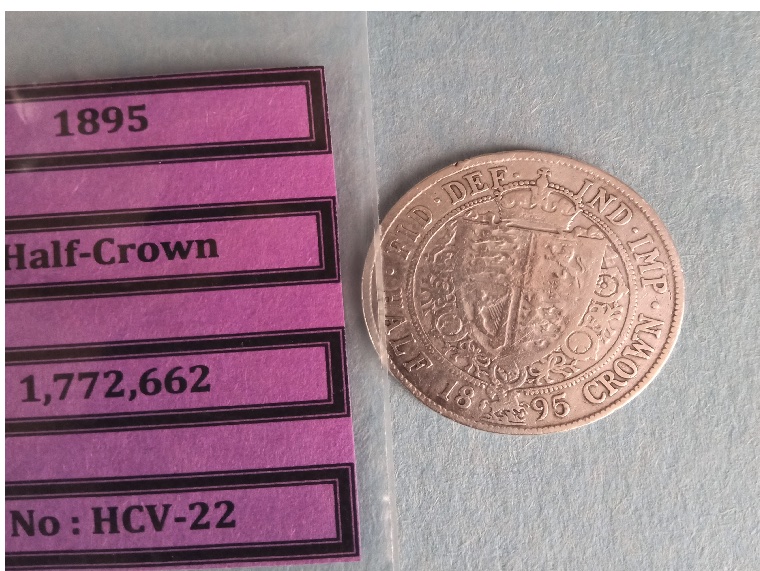 1895
Half-Crown
1,772,662
No : HCV-22
FID · DEF · IND · IMP ·
HALF 18 95 CROWN